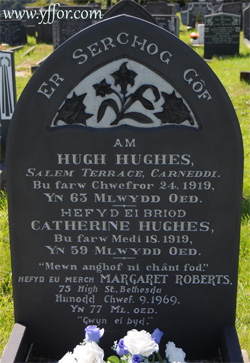 www.yffor.com
Er Serchog Gof
AM
HUGH HUGHES,
SALEM TERRACE, CARNEDDI.
Bu farw Chwefror 24, 1919,
YN 63 MLWYDD OED.
HEFYD EI BRIOD
CATHERINE HUGHES,
Bu farw Medi 18, 1919,
YN 59 MLWYDD OED.
"Mewn anghof ni chânt fod."
HEFYD EU MERCH MARGARET ROBERTS,
75 High St. Bethesda
Hunodd Chwef. 9, 1969,
YN 77 ML. OED.
"Gwyn ei byd."